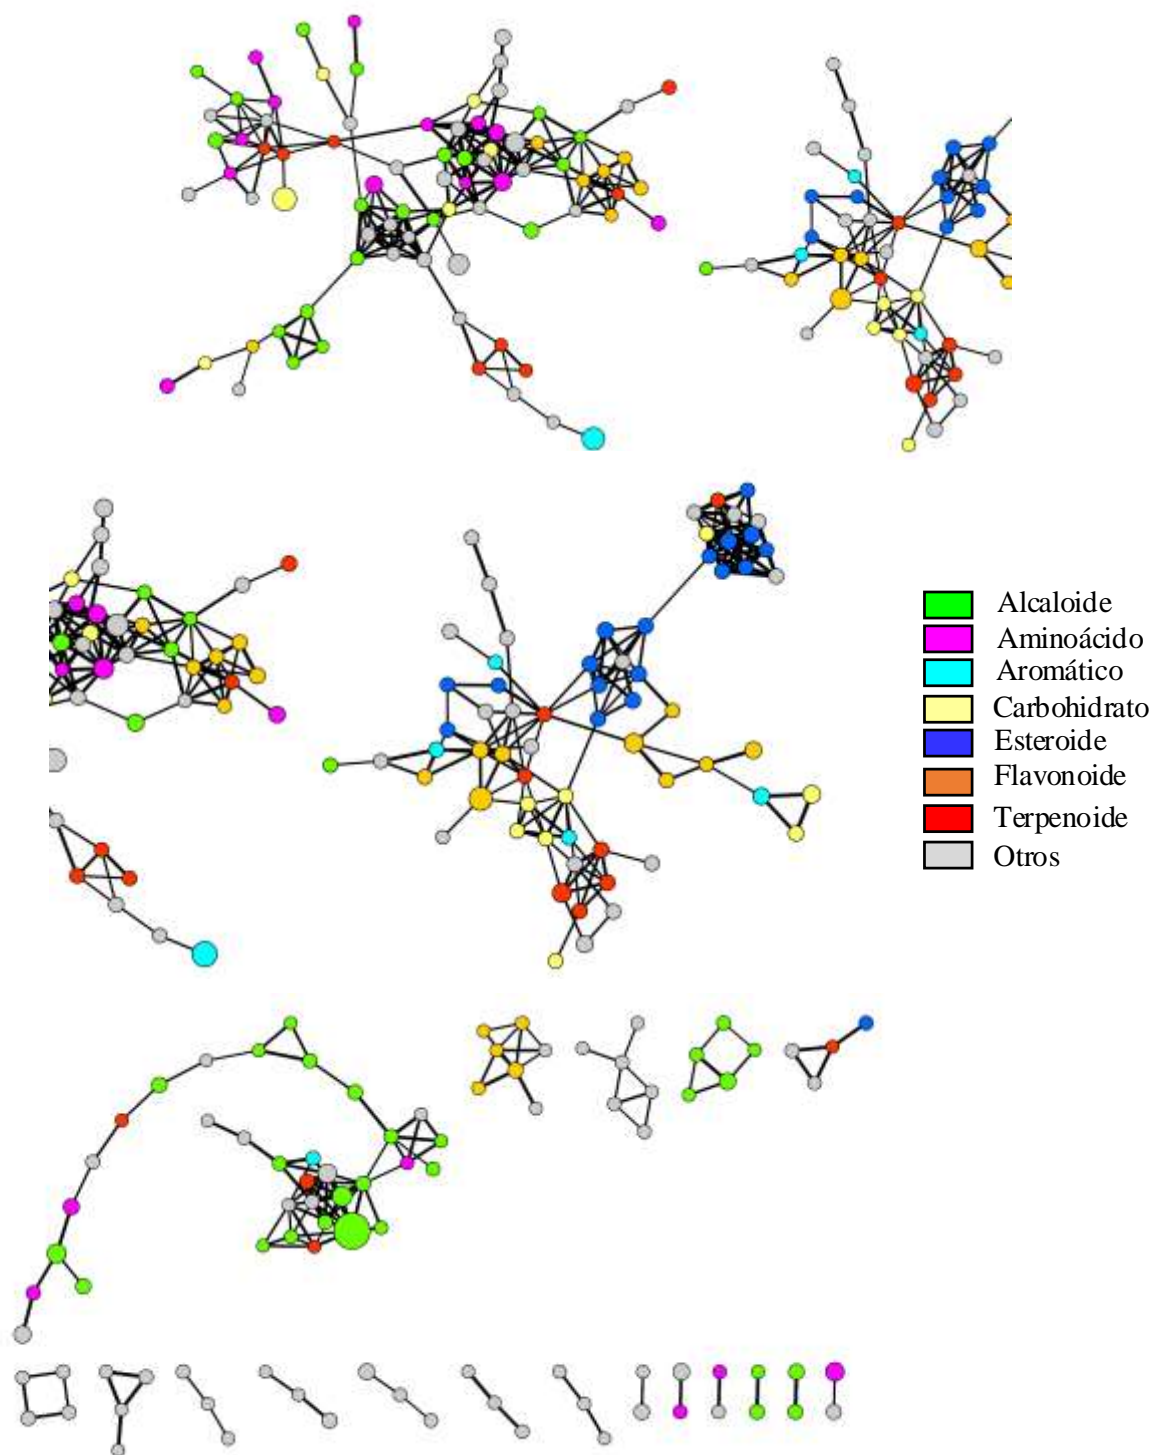 Alcaloide
Aminoácido
Aromático
Carbohidrato
Esteroide
Flavonoide
Terpenoide
Otros